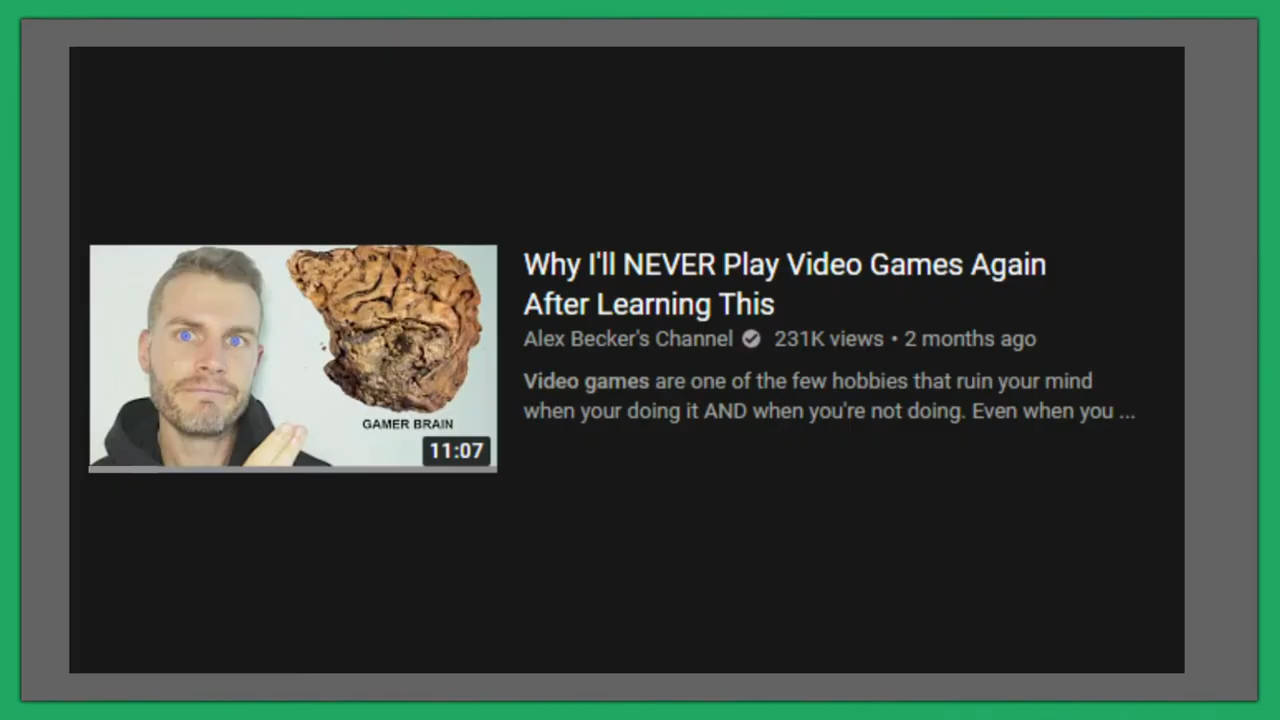 Why I'll NEVER Play Video Games Again
After Learning This
Alex Becker's Channel 231K views • 2 months ago
Video games are one of the few hobbies that ruin your mind
when your doing it AND when you're not doing. Even when you ...
GAMER BRAIN
11:07